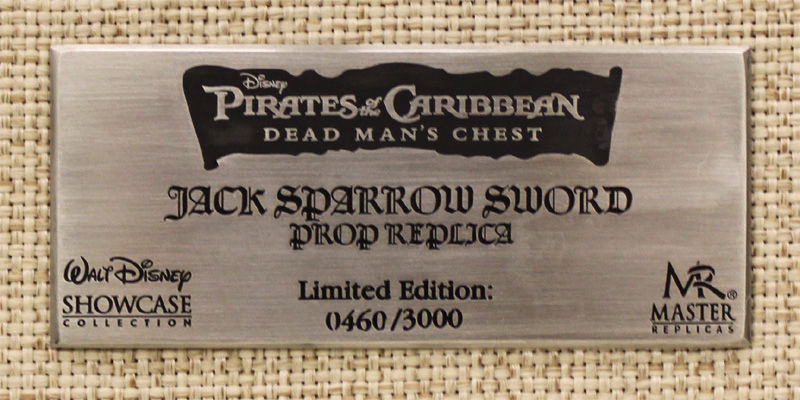 Disney
PIRATES of the CARIBBEAN
DEAD MAN'S CHEST
JACK SPARROW SWORD
PROP REPLICA
WALT DISNEY
SHOWCASE
COLLECTION
Limited Edition:
0460/3000
MR®
MASTER
REPLICAS